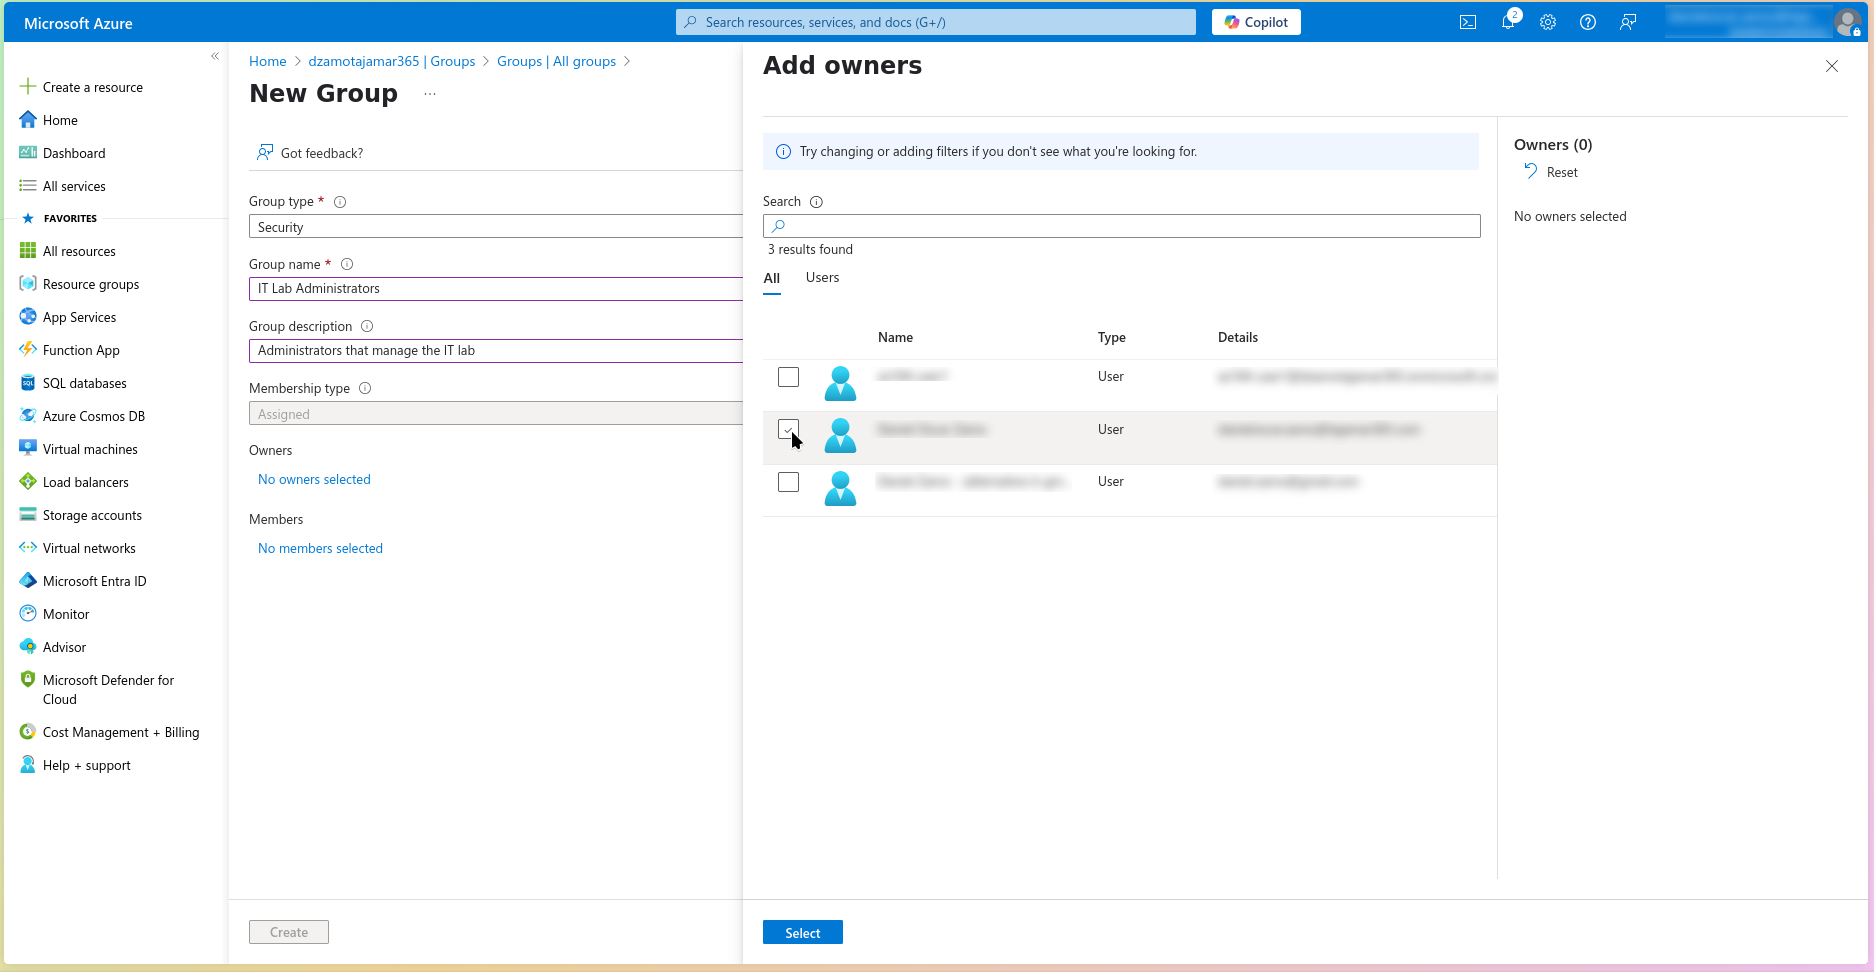 Microsoft Azure
Search resources, services, and docs (G+/)
Copilot
2
Create a resource
Home
Dashboard
All services
FAVORITES
All resources
Resource groups
App Services
Function App
SQL databases
Azure Cosmos DB
Virtual machines
Load balancers
Storage accounts
Virtual networks
Microsoft Entra ID
Monitor
Advisor
Microsoft Defender for
Cloud
Cost Management + Billing
Help + support
Home > dzamotajamar365 | Groups > Groups | All groups >
New Group ...
Got feedback?
Group type *
Security
Group name *
IT Lab Administrators
Group description
Administrators that manage the IT lab
Membership type
Assigned
Owners
No owners selected
Members
No members selected
Create
Add owners
Try changing or adding filters if you don't see what you're looking for.
Search
3 results found
All Users
Name Type Details
User
User
User
Select
Owners (0)
Reset
No owners selected